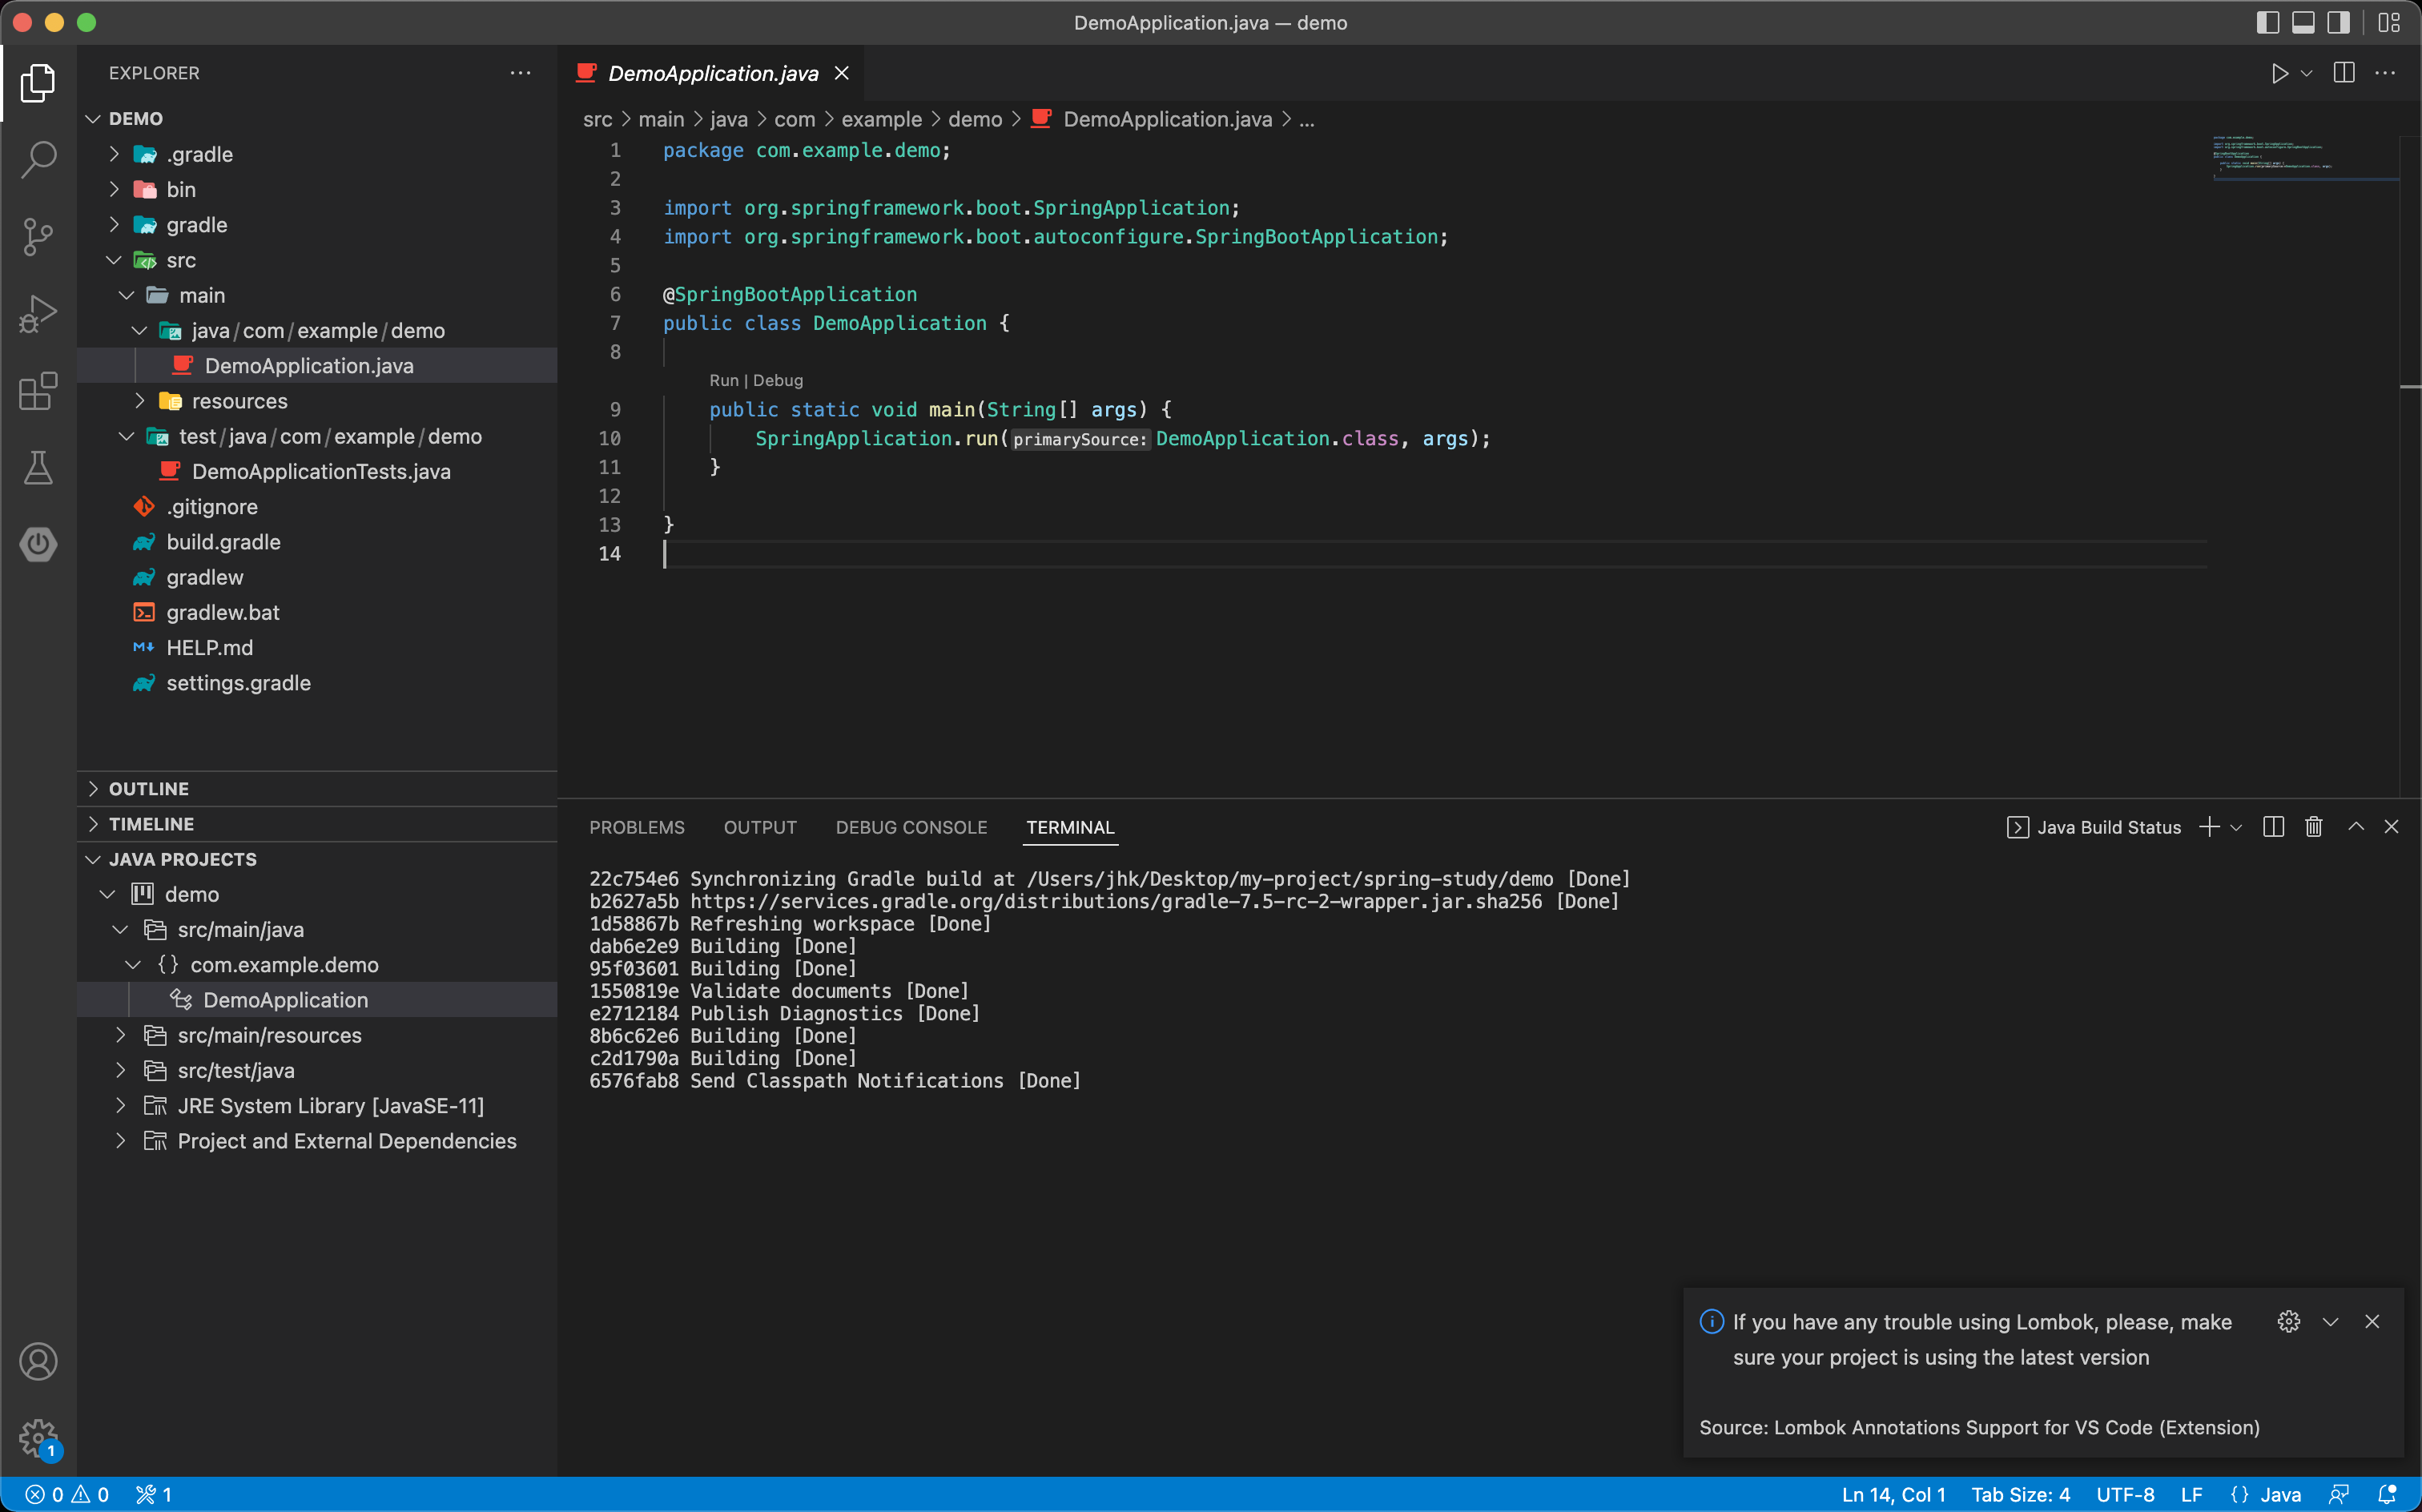 DemoApplication.java — demo
EXPLORER
DEMO
.gradle
bin
gradle
src
main
java/com/example/demo
DemoApplication.java
resources
test/java/com/example/demo
DemoApplicationTests.java
.gitignore
build.gradle
gradlew
gradlew.bat
HELP.md
settings.gradle
OUTLINE
TIMELINE
JAVA PROJECTS
demo
src/main/java
com.example.demo
DemoApplication
src/main/resources
src/test/java
JRE System Library [JavaSE-11]
Project and External Dependencies
DemoApplication.java
src > main > java > com > example > demo > DemoApplication.java > ...
1 package com.example.demo;
2
3 import org.springframework.boot.SpringApplication;
4 import org.springframework.boot.autoconfigure.SpringBootApplication;
5
6 @SpringBootApplication
7 public class DemoApplication {
8
Run | Debug
9 public static void main(String[] args) {
10 SpringApplication.run(primarySource:DemoApplication.class, args);
11 }
12
13 }
14
PROBLEMS OUTPUT DEBUG CONSOLE TERMINAL
Java Build Status
22c754e6 Synchronizing Gradle build at /Users/jhk/Desktop/my-project/spring-study/demo [Done]
b2627a5b https://services.gradle.org/distributions/gradle-7.5-rc-2-wrapper.jar.sha256 [Done]
1d58867b Refreshing workspace [Done]
dab6e2e9 Building [Done]
95f03601 Building [Done]
1550819e Validate documents [Done]
e2712184 Publish Diagnostics [Done]
8b6c62e6 Building [Done]
c2d1790a Building [Done]
6576fab8 Send Classpath Notifications [Done]
If you have any trouble using Lombok, please, make
sure your project is using the latest version
Source: Lombok Annotations Support for VS Code (Extension)
1
0 0 1
Ln 14, Col 1 Tab Size: 4 UTF-8 LF {} Java